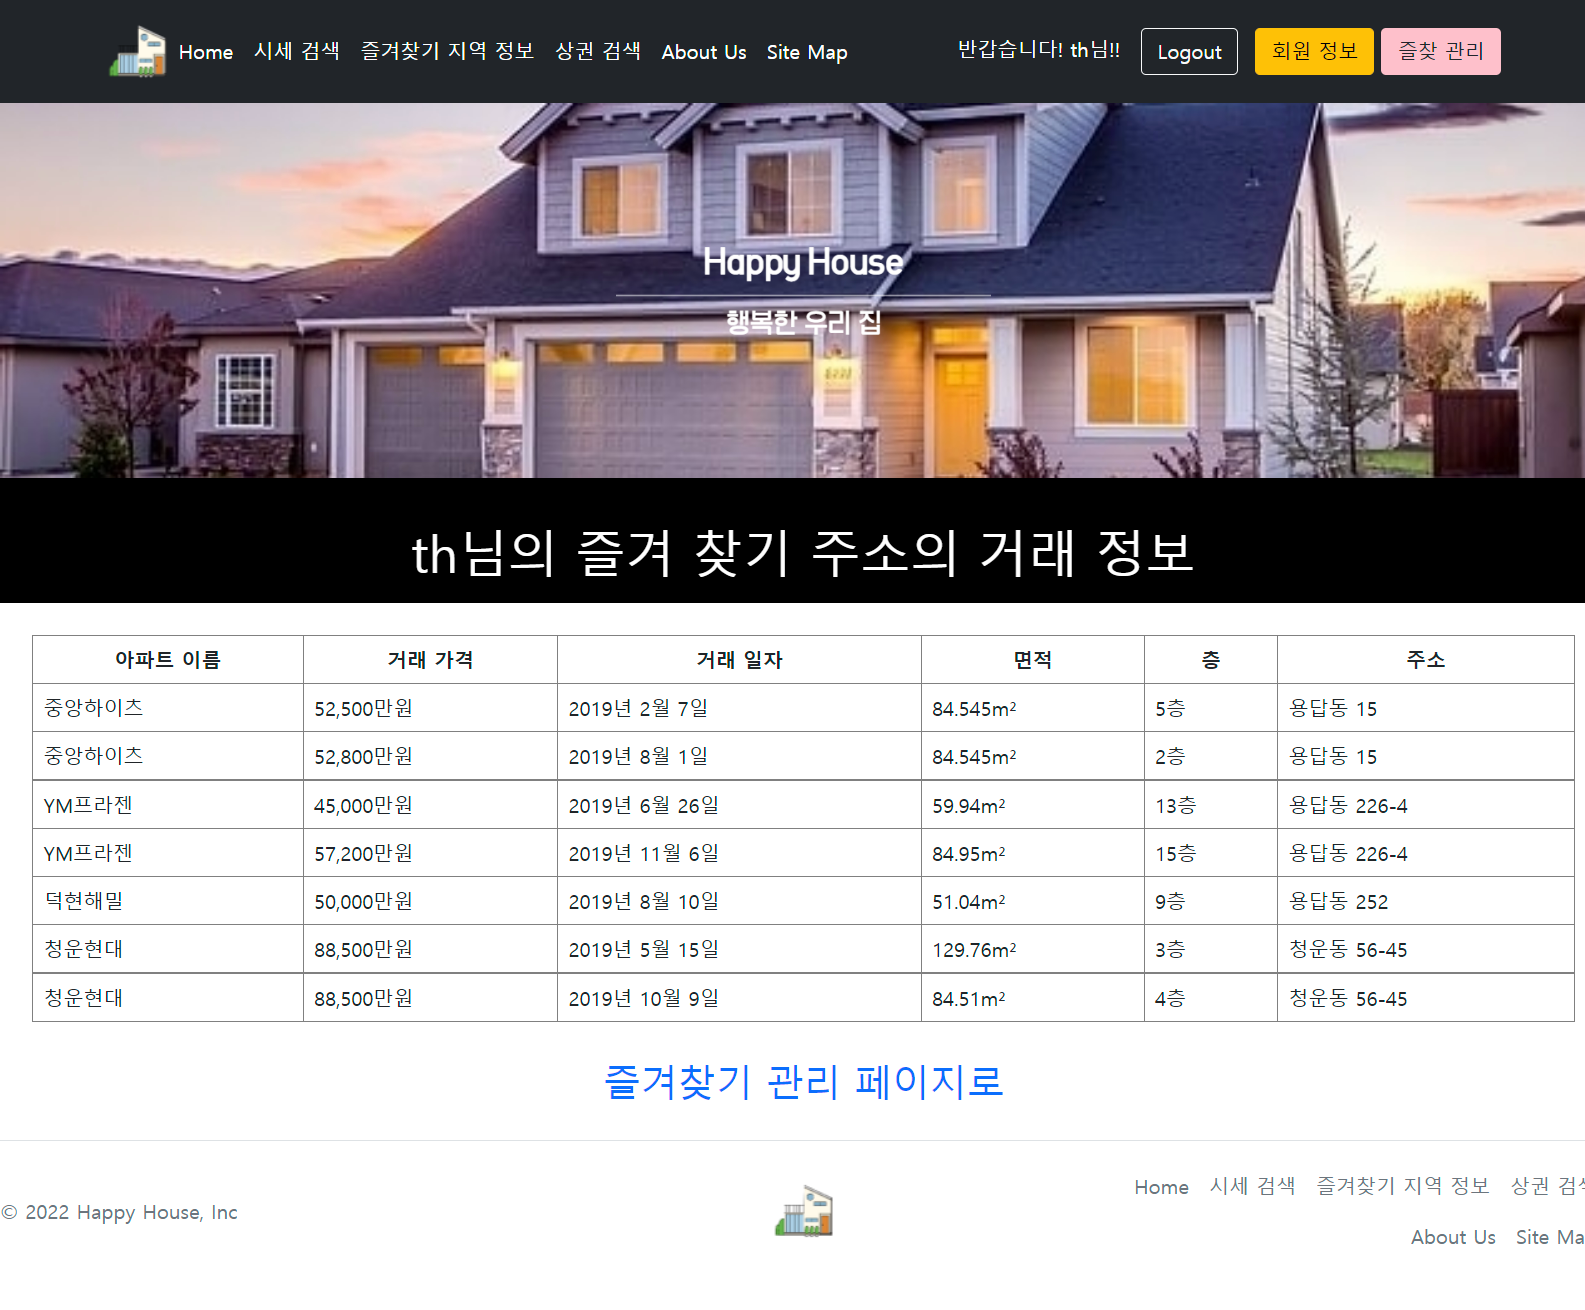 Home 시세 검색 즐겨찾기 지역 정보 상권 검색 About Us Site Map 반갑습니다! th님!! Logout 회원 정보 즐찾 관리
Happy House
행복한 우리 집
th님의 즐겨 찾기 주소의 거래 정보
아파트 이름 거래 가격 거래 일자 면적 층 주소
중앙하이츠 52,500만원 2019년 2월 7일 84.545m² 5층 용답동 15
중앙하이츠 52,800만원 2019년 8월 1일 84.545m² 2층 용답동 15
YM프라젠 45,000만원 2019년 6월 26일 59.94m² 13층 용답동 226-4
YM프라젠 57,200만원 2019년 11월 6일 84.95m² 15층 용답동 226-4
덕현해밀 50,000만원 2019년 8월 10일 51.04m² 9층 용답동 252
청운현대 88,500만원 2019년 5월 15일 129.76m² 3층 청운동 56-45
청운현대 88,500만원 2019년 10월 9일 84.51m² 4층 청운동 56-45
즐겨찾기 관리 페이지로
Home 시세 검색 즐겨찾기 지역 정보 상권 검
© 2022 Happy House, Inc
About Us Site Ma